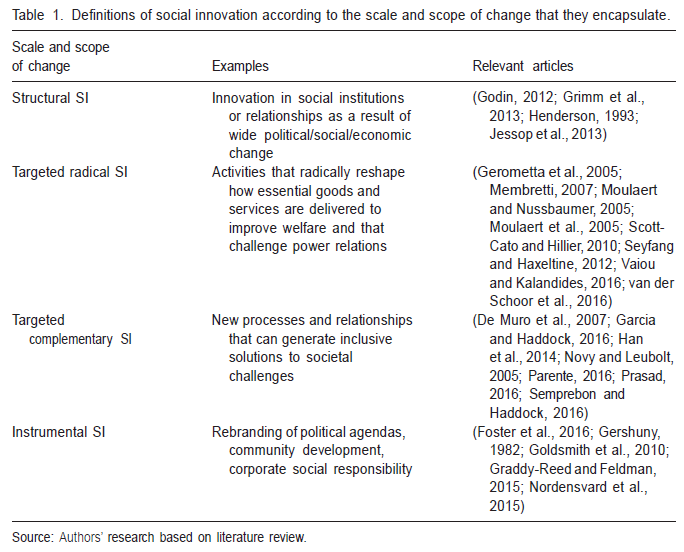 Table 1. Definitions of social innovation according to the scale and scope of change that they encapsulate.
Scale and scope
of change Examples Relevant articles
Structural SI Innovation in social institutions (Godin, 2012; Grimm et al.,
or relationships as a result of 2013; Henderson, 1993;
wide political/social/economic Jessop et al., 2013)
change
Targeted radical SI Activities that radically reshape (Gerometta et al., 2005;
how essential goods and Membretti, 2007; Moulaert
services are delivered to and Nussbaumer, 2005;
improve welfare and that Moulaert et al., 2005; Scott-
challenge power relations Cato and Hillier, 2010; Seyfang
and Haxeltine, 2012; Vaiou
and Kalandides, 2016; van der
Schoor et al., 2016)
Targeted New processes and relationships (De Muro et al., 2007; Garcia
complementary SI that can generate inclusive and Haddock, 2016; Han
solutions to societal et al., 2014; Novy and Leubolt,
challenges 2005; Parente, 2016; Prasad,
2016; Semprebon and
Haddock, 2016)
Instrumental SI Rebranding of political agendas, (Foster et al., 2016; Gershuny,
community development, 1982; Goldsmith et al., 2010;
corporate social responsibility Graddy-Reed and Feldman,
2015; Nordensvard et al.,
2015)
Source: Authors' research based on literature review.